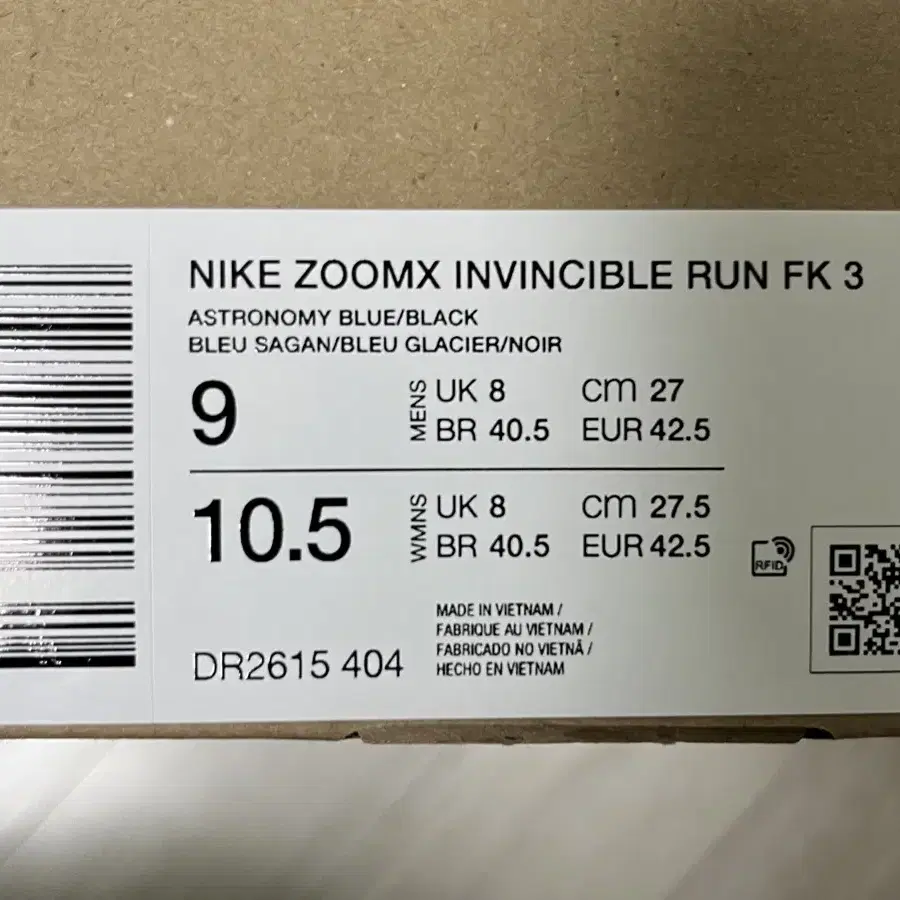 NIKE ZOOMX INVINCIBLE RUN FK 3
ASTRONOMY BLUE/BLACK
BLEU SAGAN/BLEU GLACIER/NOIR
9 MENS UK 8 CM 27
BR 40.5 EUR 42.5
10.5 WMNS UK 8 CM 27.5
BR 40.5 EUR 42.5
RFID
MADE IN VIETNAM /
FABRIQUE AU VIETNAM /
FABRICADO NO VIETNÃ /
HECHO EN VIETNAM
DR2615 404